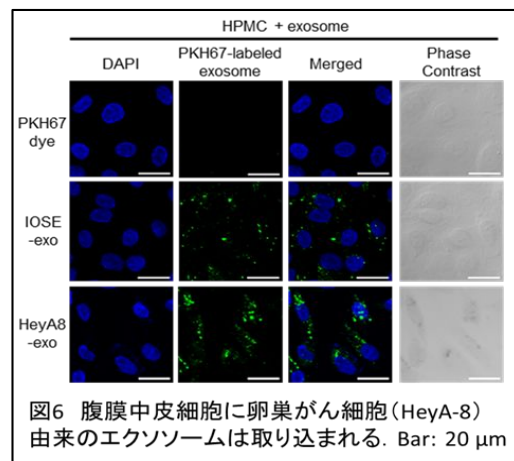 HPMC + exosome
DAPI
PKH67-labeled
exosome
Merged
Phase
Contrast
PKH67
dye
IOSE
-exo
HeyA8
-exo
図6 腹膜中皮細胞に卵巣がん細胞(HeyA-8)
由来のエクソソームは取り込まれる. Bar: 20 μm